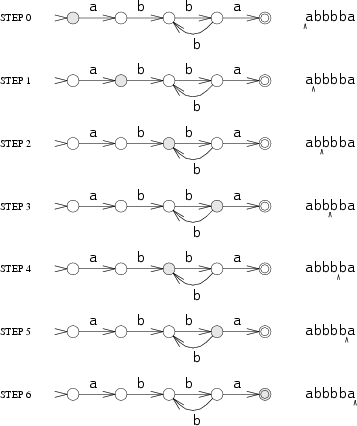 STEP 0 a b b a abbbba
b
STEP 1 a b b a abbbba
b
STEP 2 a b b a abbbba
b
STEP 3 a b b a abbbba
b
STEP 4 a b b a abbbba
b
STEP 5 a b b a abbbba
b
STEP 6 a b b a abbbba
b